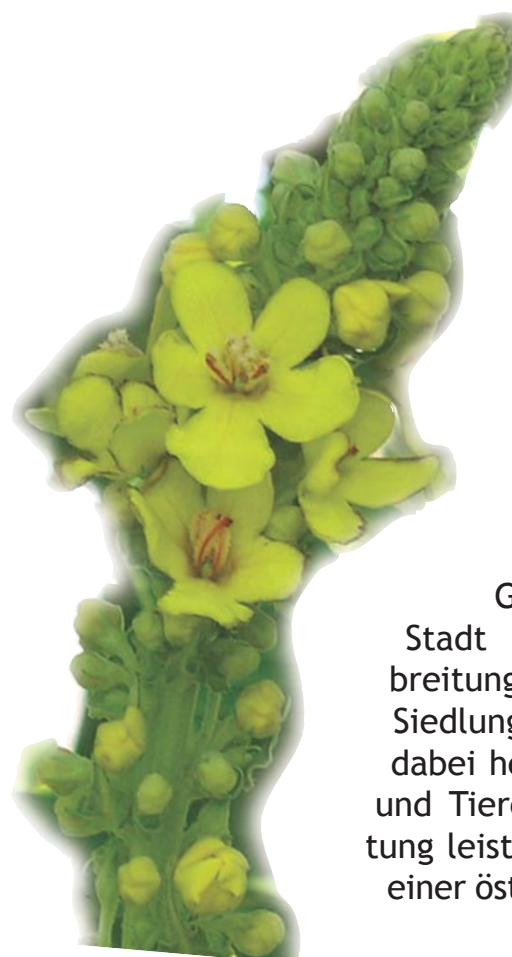 G
Stadt
breitung
Siedlung
dabei he
und Tier
tung leist
einer öst